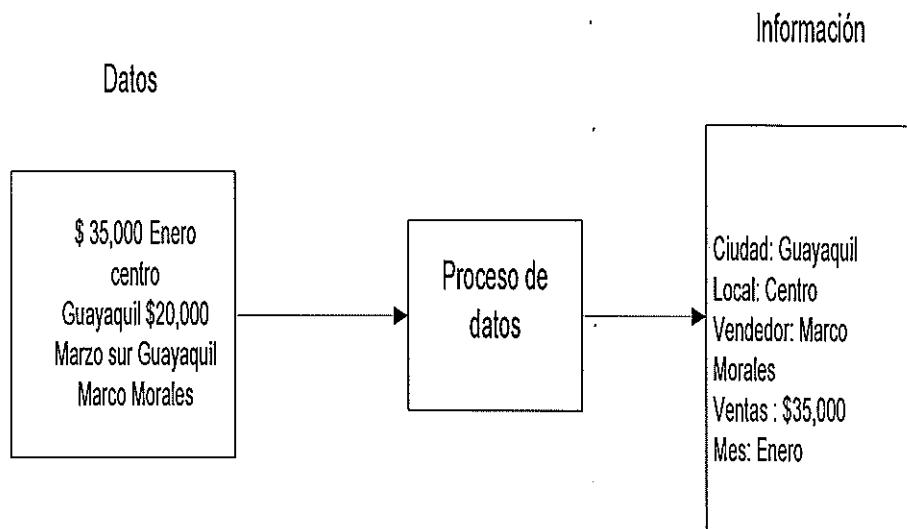 Información
Datos
$ 35,000 Enero
centro
Guayaquil $20,000
Marzo sur Guayaquil
Marco Morales
Proceso de
datos
Ciudad: Guayaquil
Local: Centro
Vendedor: Marco
Morales
Ventas : $35,000
Mes: Enero